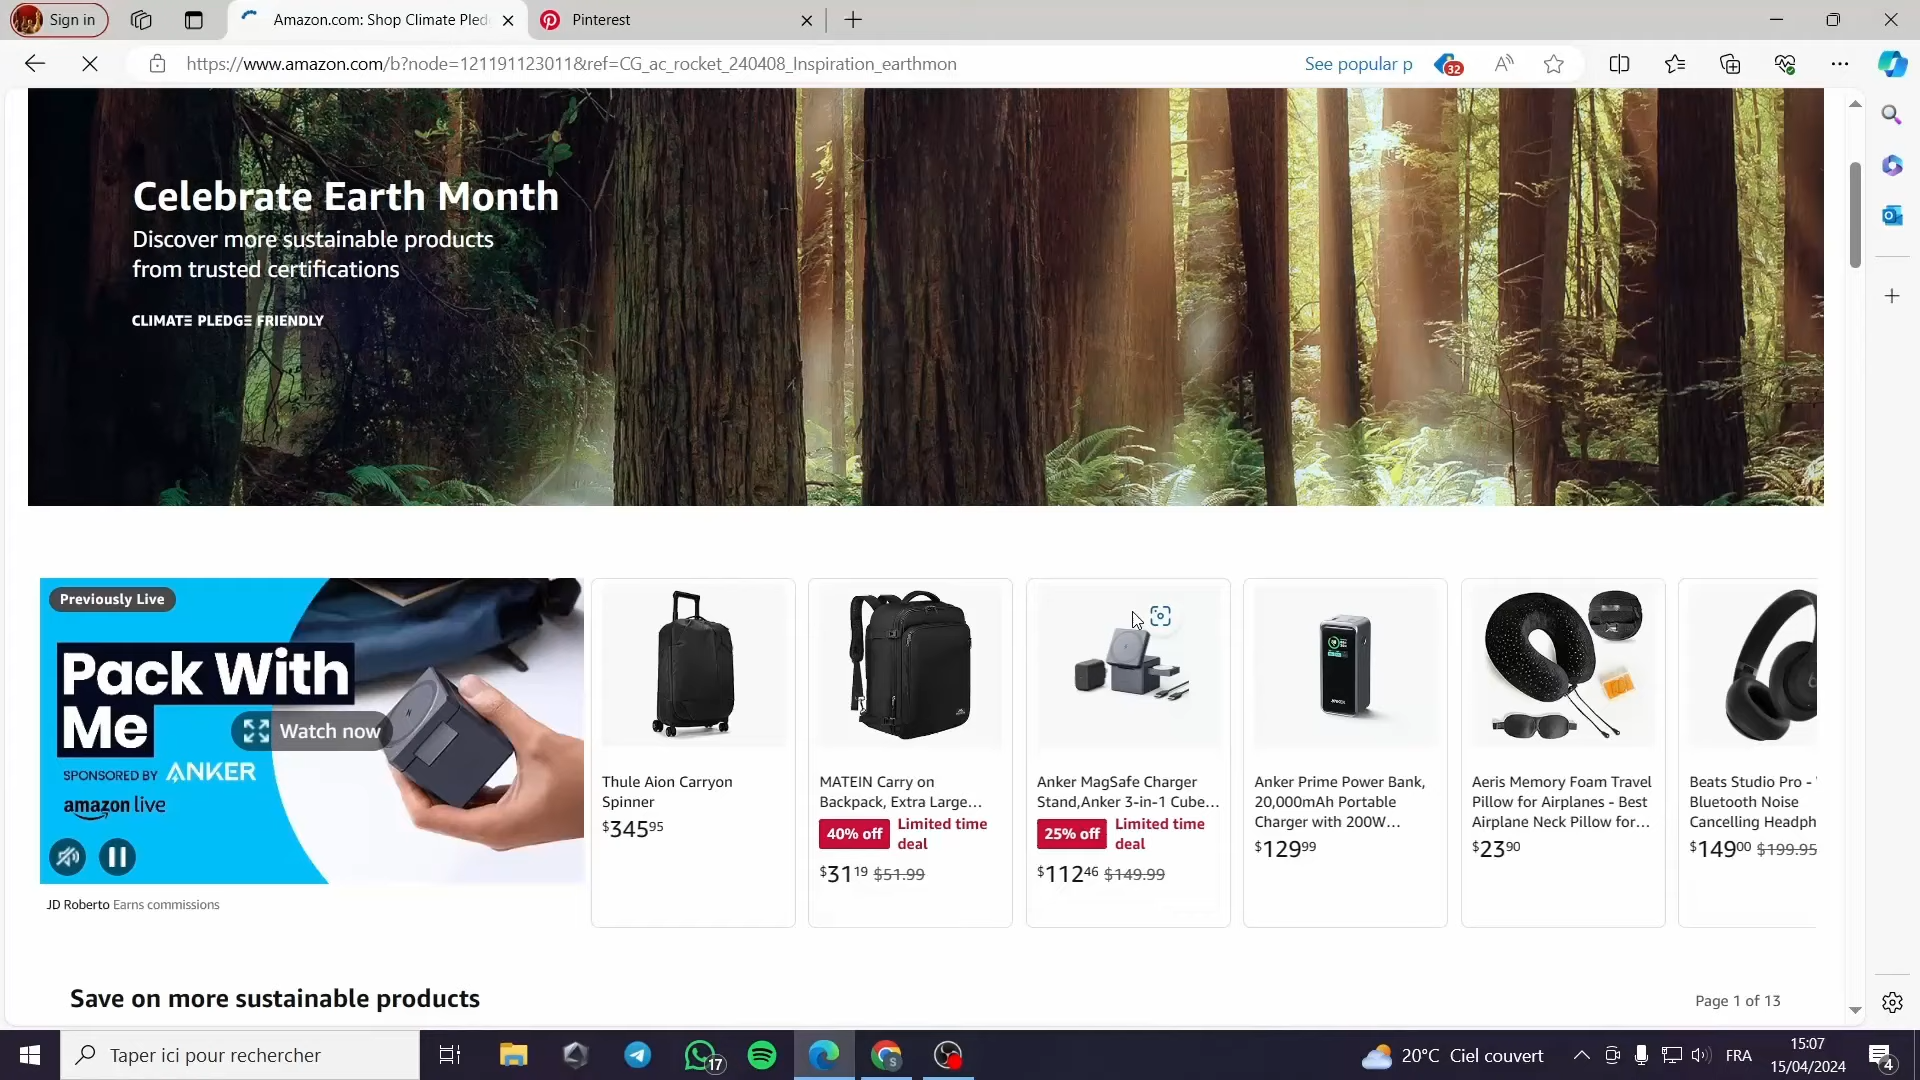 Sign in
Amazon.com: Shop Climate Pled
Pinterest
https://www.amazon.com/b?node=121191123011&ref=CG_ac_rocket_240408_Inspiration_earthmon
See popular p
32
Celebrate Earth Month
Discover more sustainable products
from trusted certifications
CLIMATE PLEDGE FRIENDLY
Previously Live
Pack With
Me
Watch now
SPONSORED BY ANKER
amazon live
JD Roberto Earns commissions
Thule Aion Carryon
Spinner
$345.95
MATEIN Carry on
Backpack, Extra Large...
40% off Limited time
deal
$31.19 $51.99
Anker MagSafe Charger
Stand,Anker 3-in-1 Cube...
25% off Limited time
deal
$112.46 $149.99
Anker Prime Power Bank,
20,000mAh Portable
Charger with 200W...
$129.99
Aeris Memory Foam Travel
Pillow for Airplanes - Best
Airplane Neck Pillow for...
$23.90
Beats Studio Pro -
Bluetooth Noise
Cancelling Headph
$149.00 $199.95
Save on more sustainable products
Page 1 of 13
Taper ici pour rechercher
17
20°C Ciel couvert
FRA
15:07
15/04/2024
4